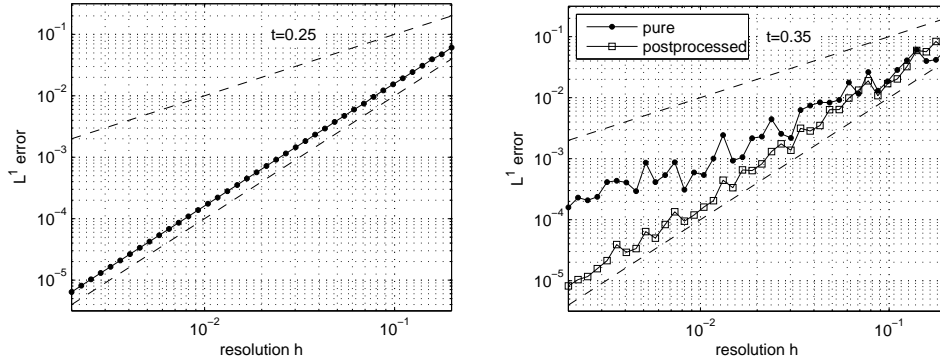 t=0.25
10⁻¹
10⁻²
10⁻³
10⁻⁴
10⁻⁵
L¹ error
10⁻²
10⁻¹
resolution h
pure
postprocessed
t=0.35
10⁻¹
10⁻²
10⁻³
10⁻⁴
10⁻⁵
L¹ error
10⁻²
10⁻¹
resolution h